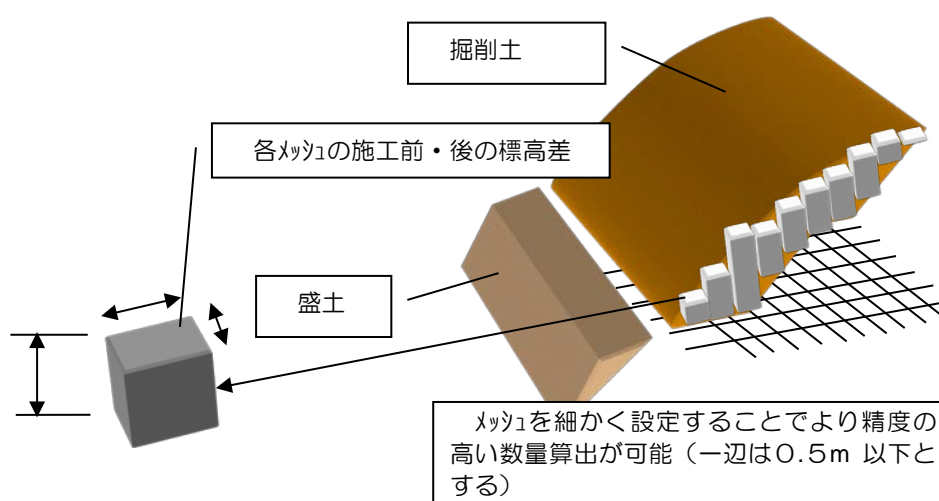 掘削土
各ﾒｯｼｭの施工前・後の標高差
盛土
ﾒｯｼｭを細かく設定することでより精度の
高い数量算出が可能（一辺は０.５m 以下と
する）